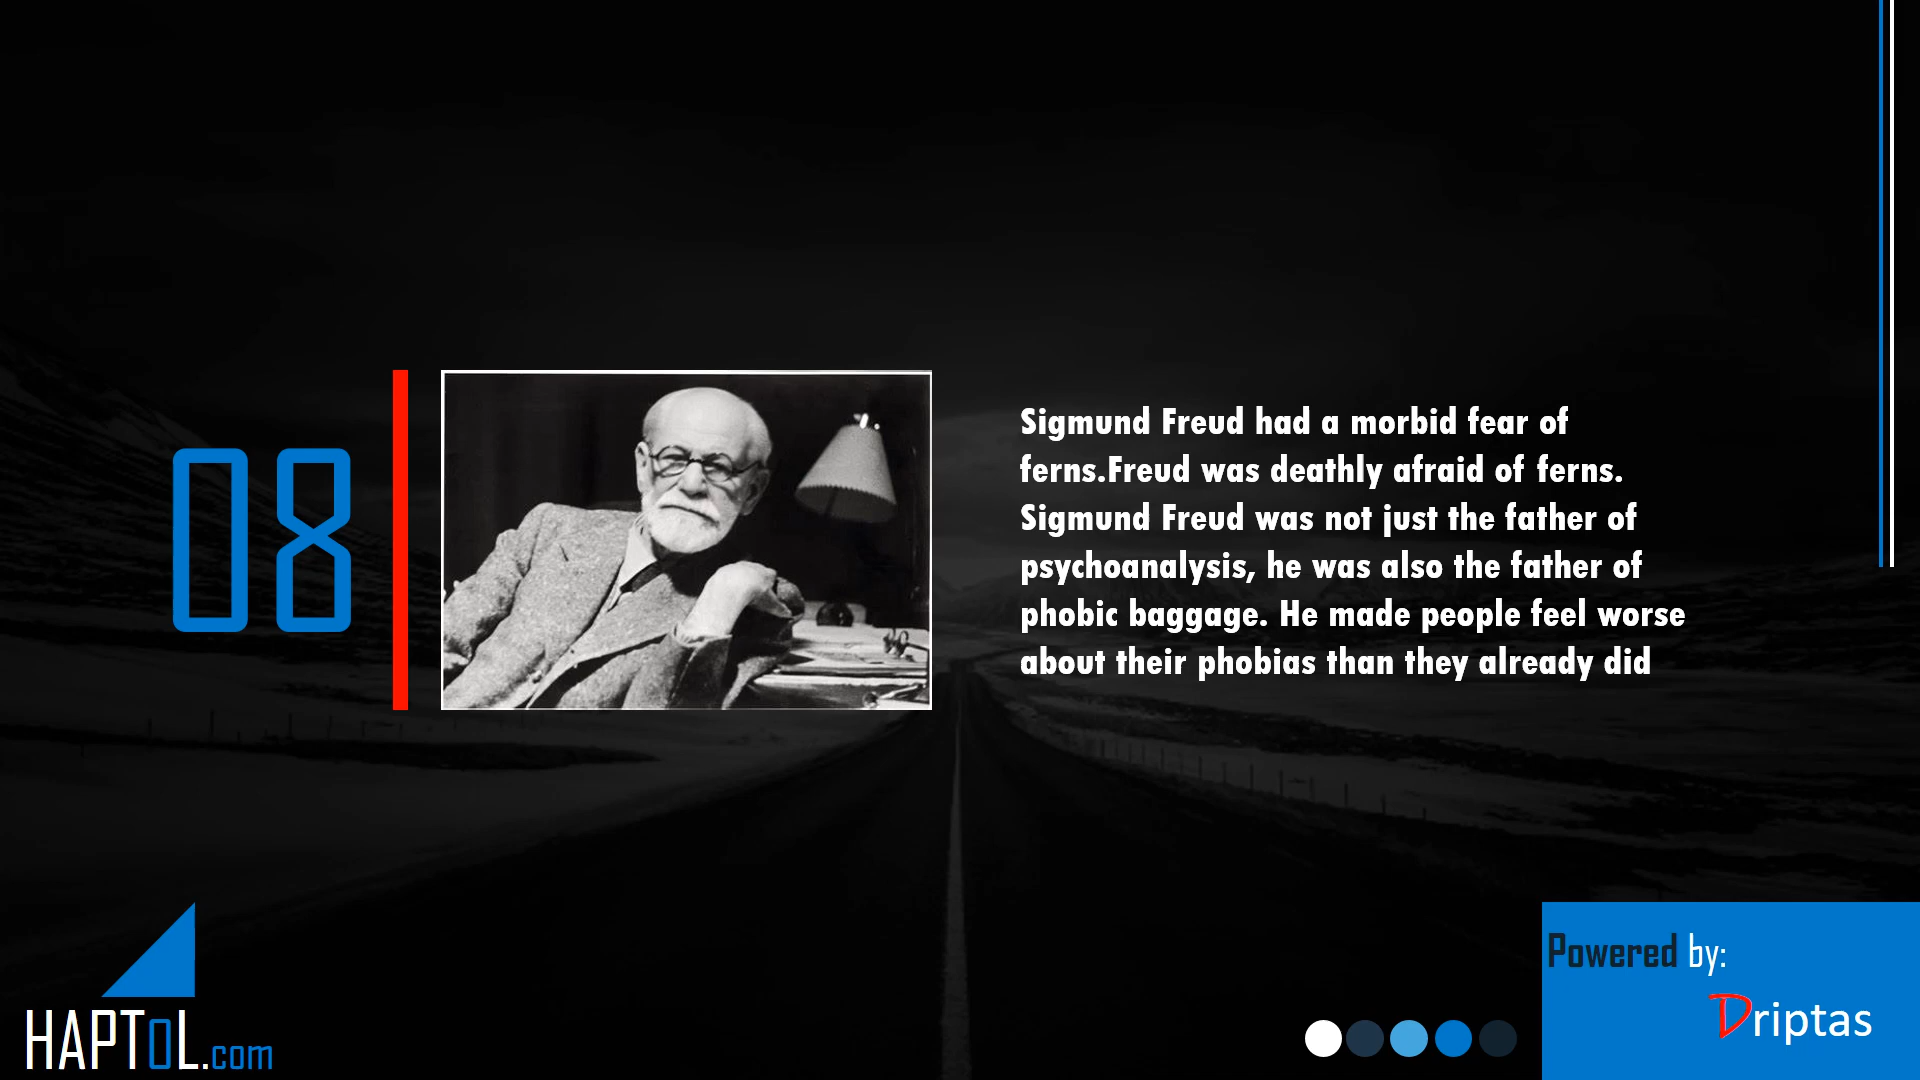 08
Sigmund Freud had a morbid fear of
ferns.Freud was deathly afraid of ferns.
Sigmund Freud was not just the father of
psychoanalysis, he was also the father of
phobic baggage. He made people feel worse
about their phobias than they already did
HAPTOL.com
Powered by:
Driptas